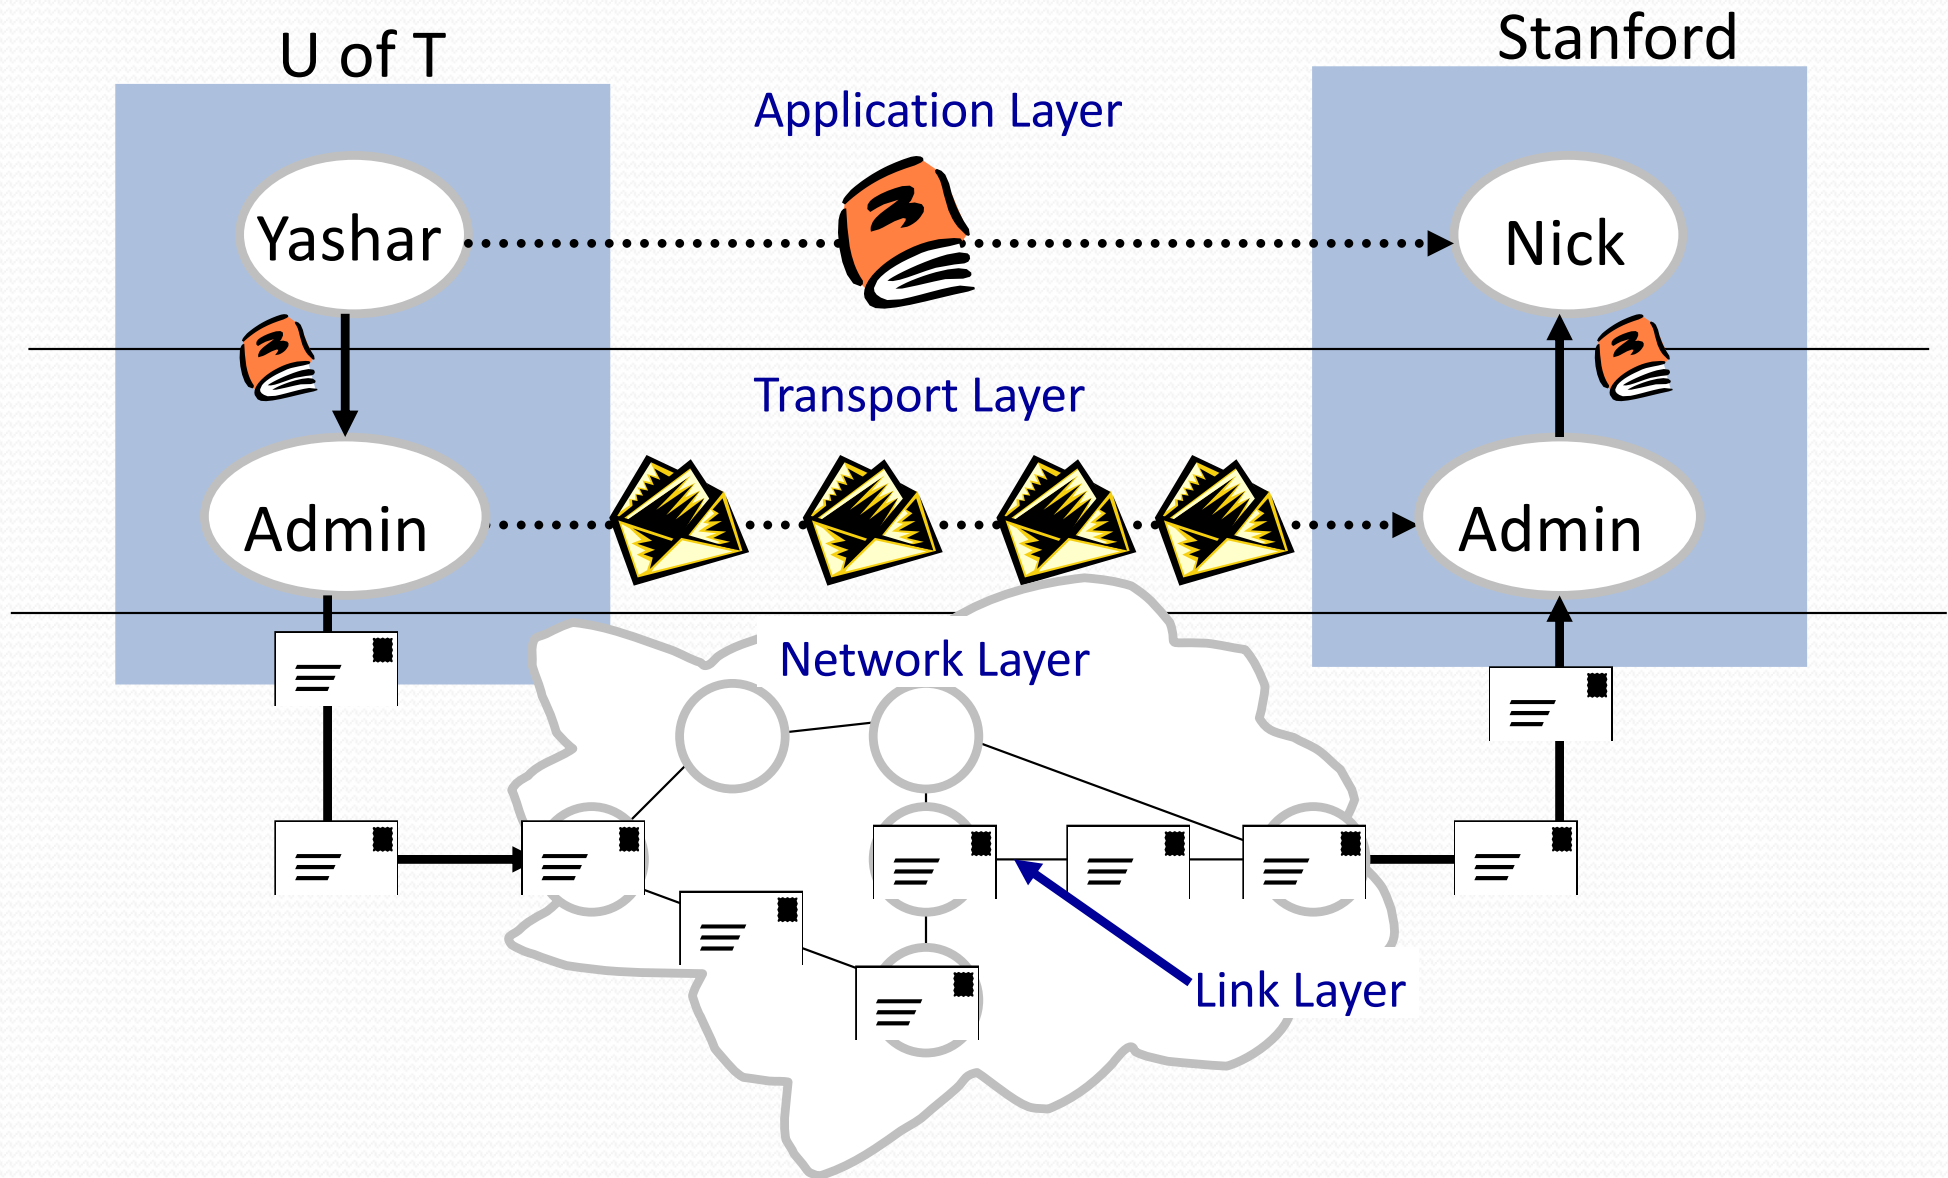 U of T
Stanford
Application Layer
Yashar
Nick
Transport Layer
Admin
Admin
Network Layer
Link Layer